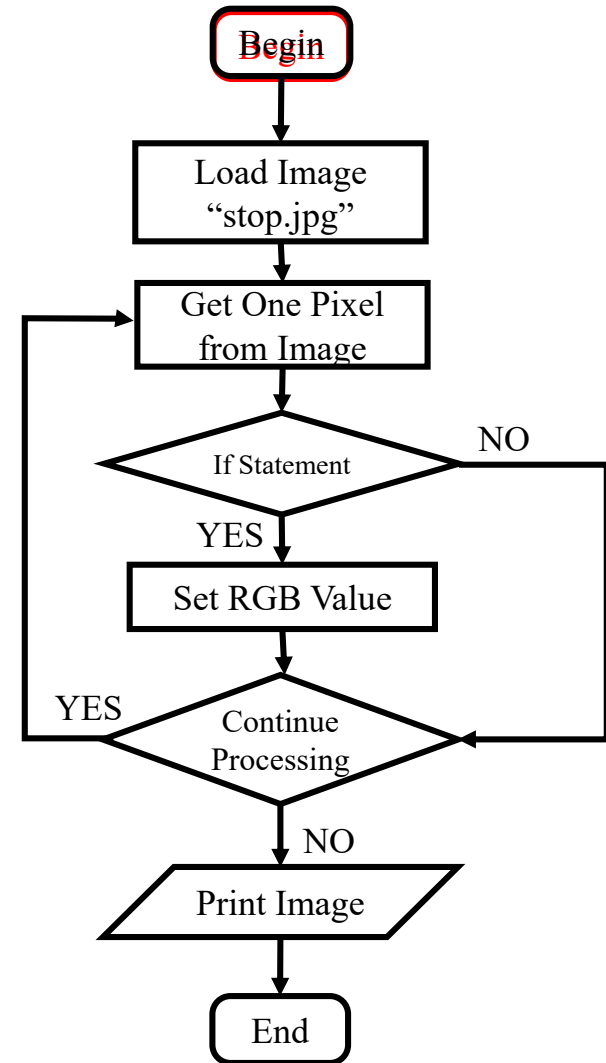 Begin
Load Image
“stop.jpg”
Get One Pixel
from Image
If Statement
NO
YES
Set RGB Value
YES
Continue
Processing
NO
Print Image
End